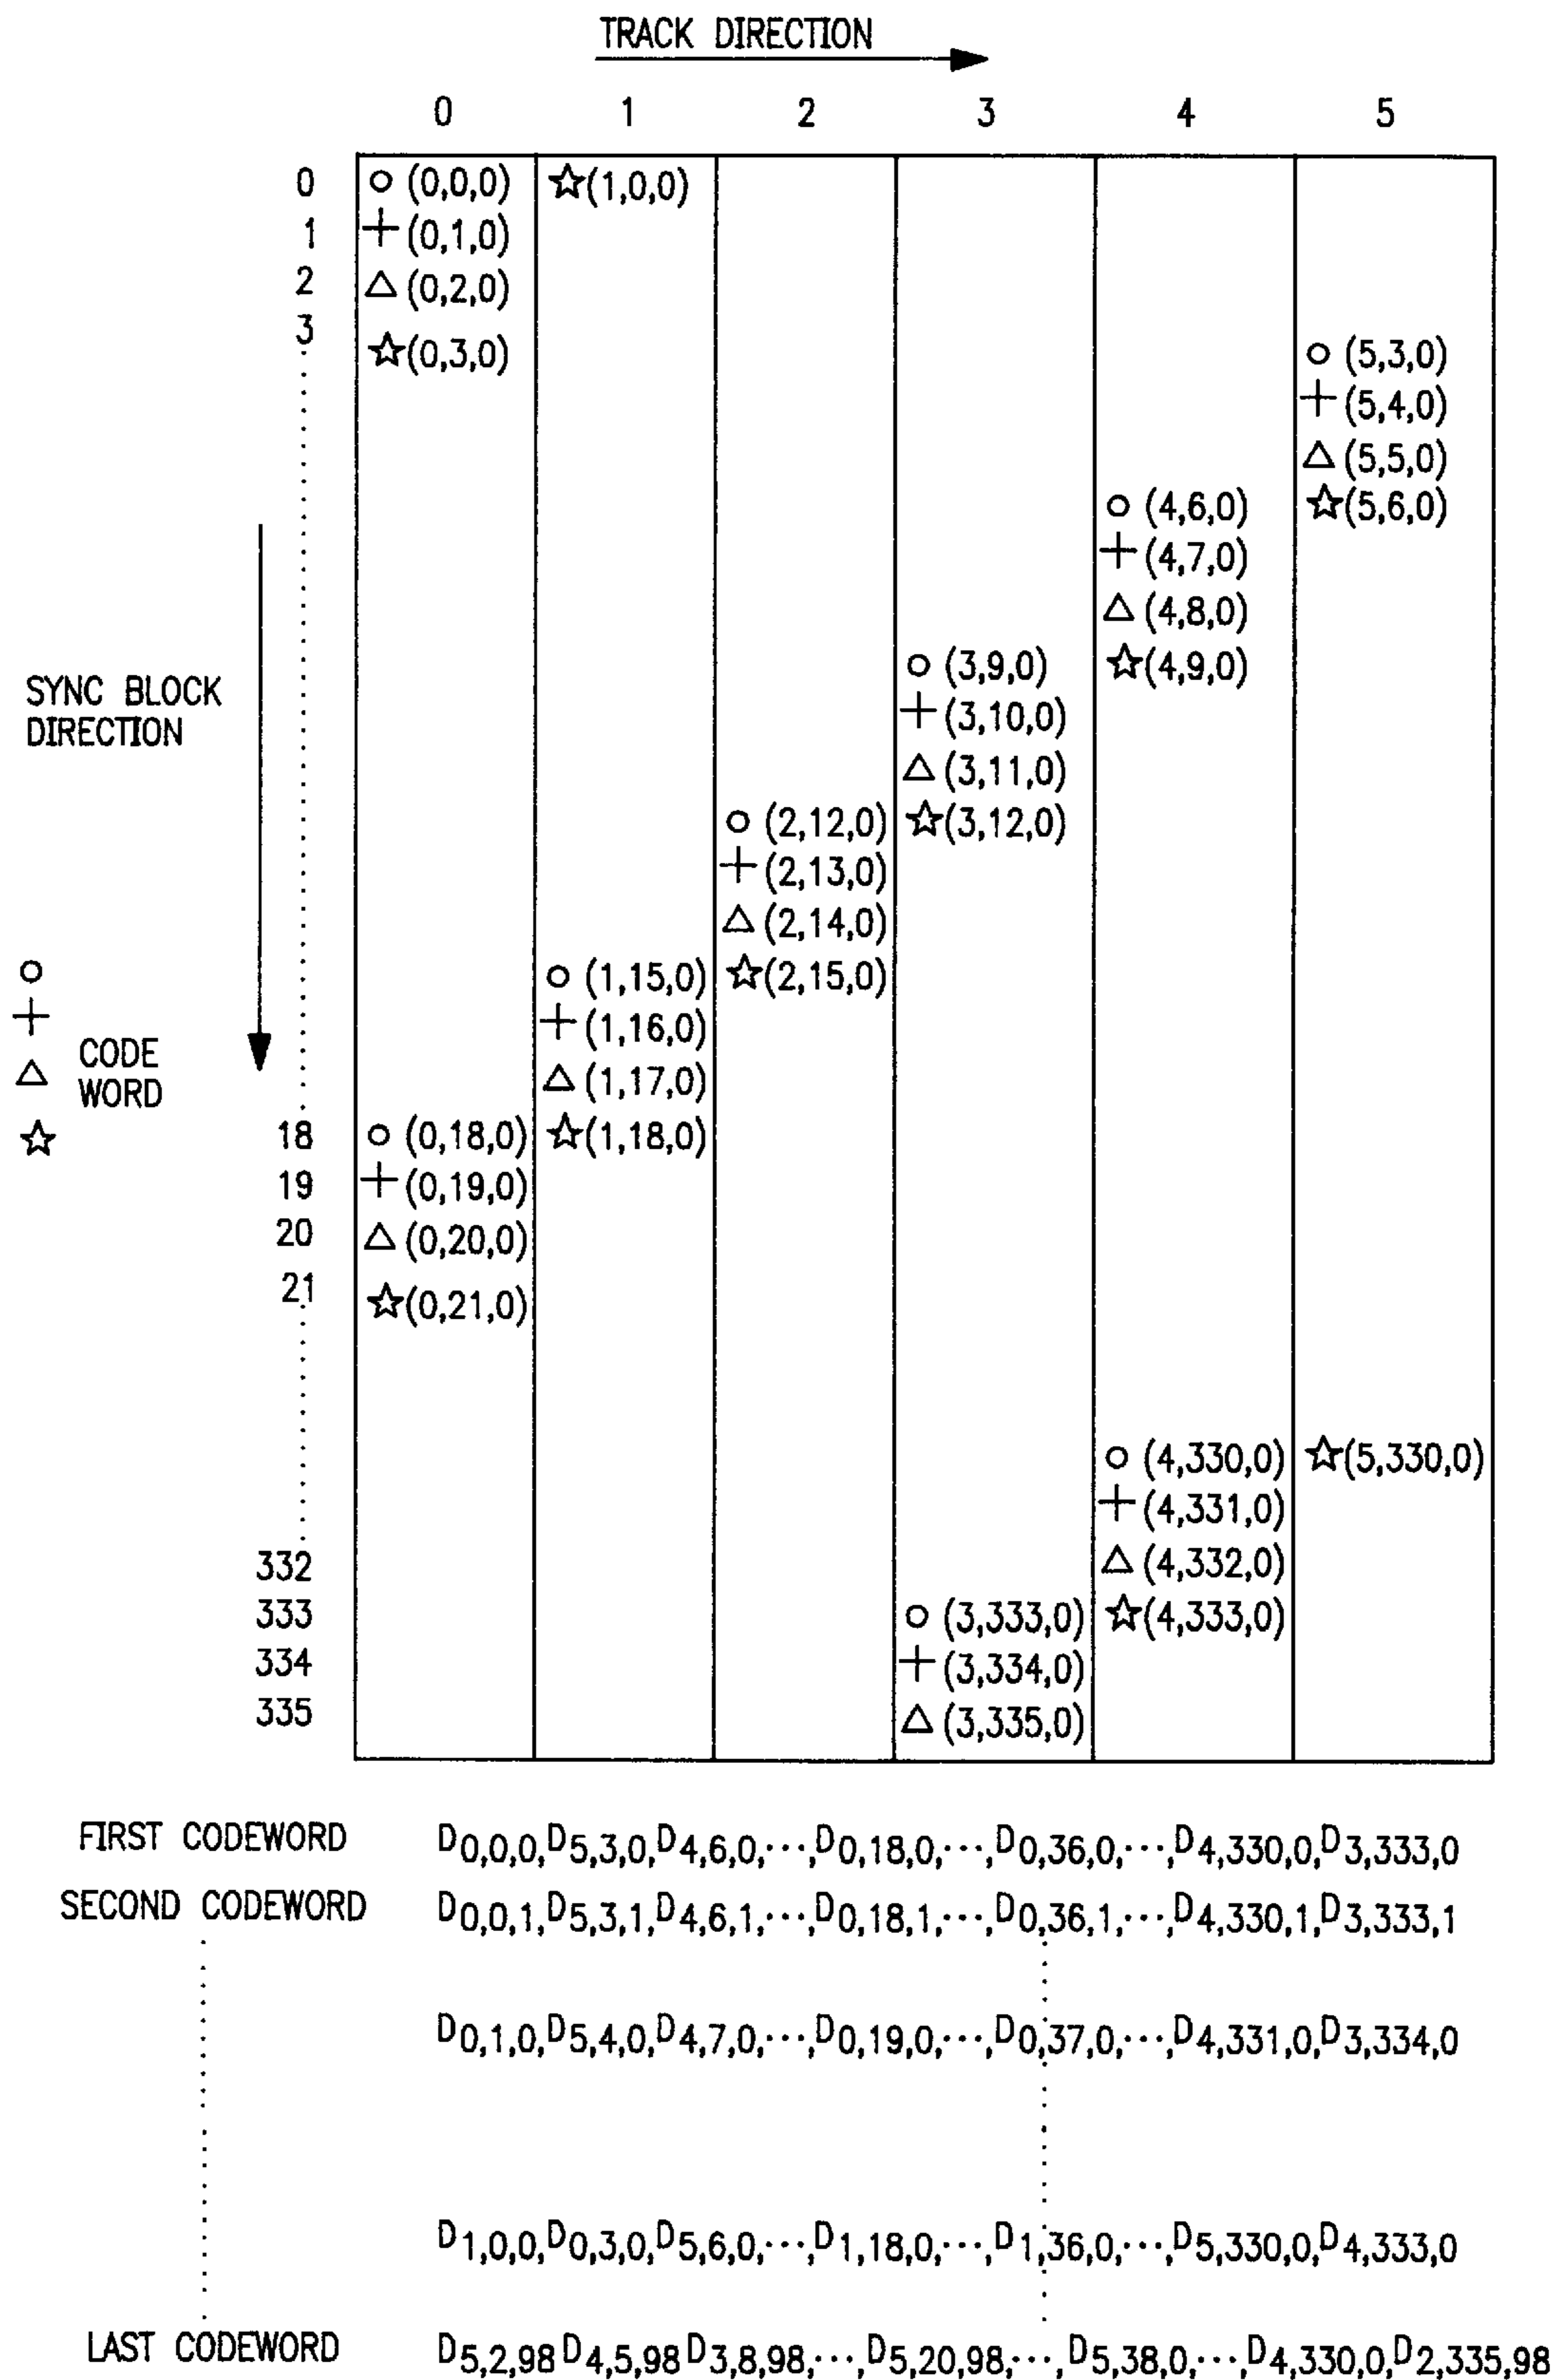 TRACK DIRECTION
0 1 2 3 4 5
0 (0,0,0) (1,0,0)
1 (0,1,0)
2 (0,2,0)
3 (0,3,0) (5,3,0)
(5,4,0)
(5,5,0)
(4,6,0) (5,6,0)
(4,7,0)
(4,8,0)
(3,9,0) (4,9,0)
SYNC BLOCK
DIRECTION
(3,10,0)
(3,11,0)
(2,12,0) (3,12,0)
(2,13,0)
(2,14,0)
(1,15,0) (2,15,0)
(1,16,0)
CODE
WORD
(1,17,0)
18 (0,18,0) (1,18,0)
19 (0,19,0)
20 (0,20,0)
21 (0,21,0)
(4,330,0) (5,330,0)
(4,331,0)
332 (4,332,0)
333 (3,333,0) (4,333,0)
334 (3,334,0)
335 (3,335,0)
FIRST CODEWORD D0,0,0,D5,3,0,D4,6,0,···,D0,18,0,···,D0,36,0,···,D4,330,0,D3,333,0
SECOND CODEWORD D0,0,1,D5,3,1,D4,6,1,···,D0,18,1,···,D0,36,1,···,D4,330,1,D3,333,1
D0,1,0,D5,4,0,D4,7,0,···,D0,19,0,···,D0,37,0,···,D4,331,0,D3,334,0
D1,0,0,D0,3,0,D5,6,0,···,D1,18,0,···,D1,36,0,···,D5,330,0,D4,333,0
LAST CODEWORD D5,2,98 D4,5,98 D3,8,98,···,D5,20,98,···,D5,38,0,···,D4,330,0,D2,335,98